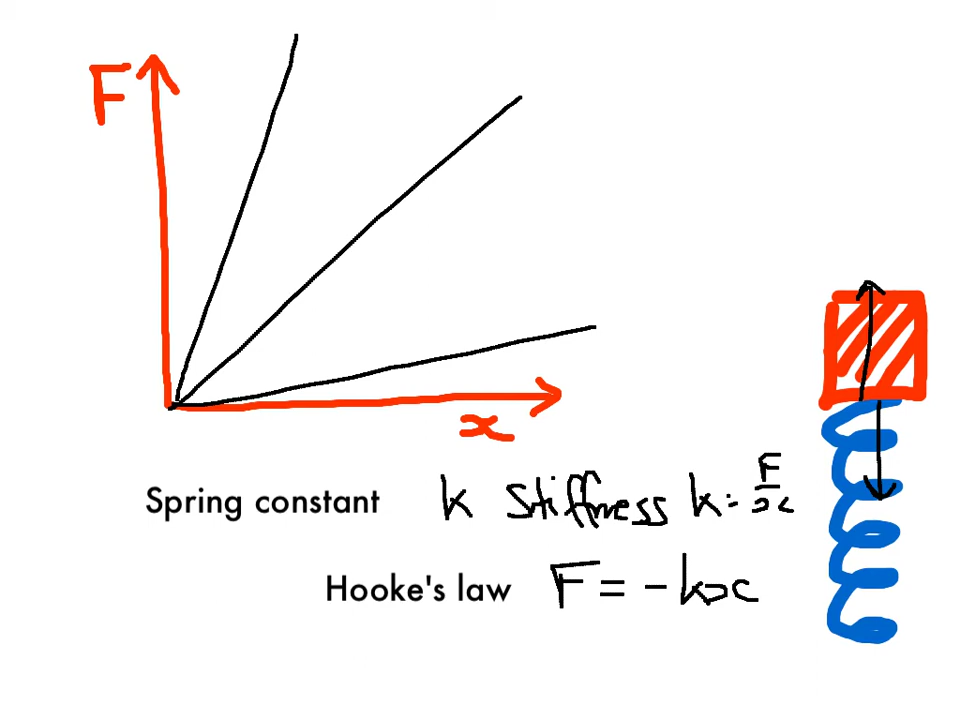 F
x
Spring constant k Stiffness k = F/x
Hooke's law F = -kx